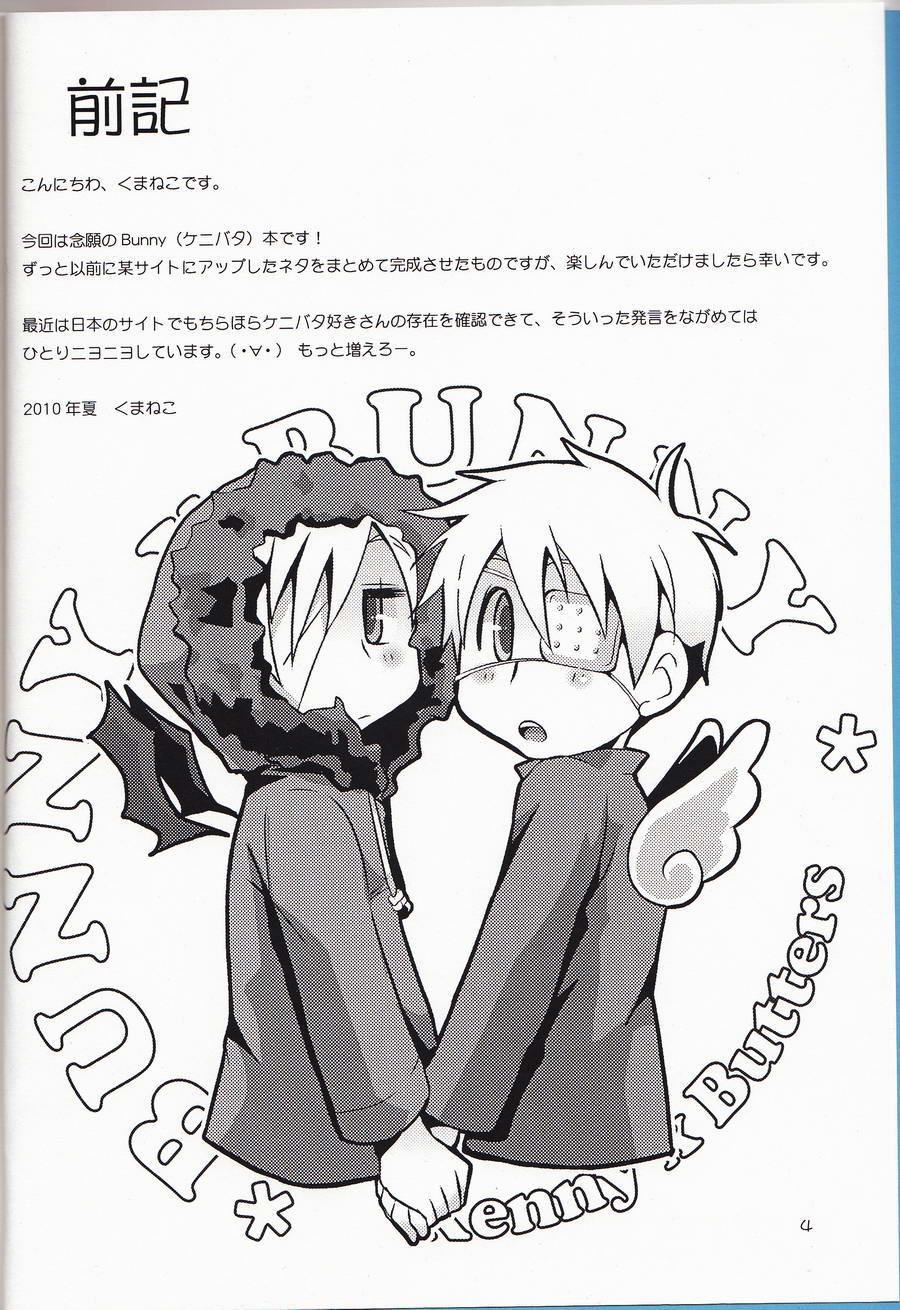 前記
こんにちわ、くまねこです。
今回は念願のBunny（ケニバタ）本です！
ずっと以前に某サイトにアップしたネタをまとめて完成させたものですが、楽しんでいただけましたら幸いです。
最近は日本のサイトでもちらほらケニバタ好きさんの存在を確認できて、そういった発言をながめては
ひとりニヨニヨしています。（・∀・）　もっと増えろー。
2010年夏　くまねこ
BUNNY
BUNNY
*
*
Kenny x Butters
4